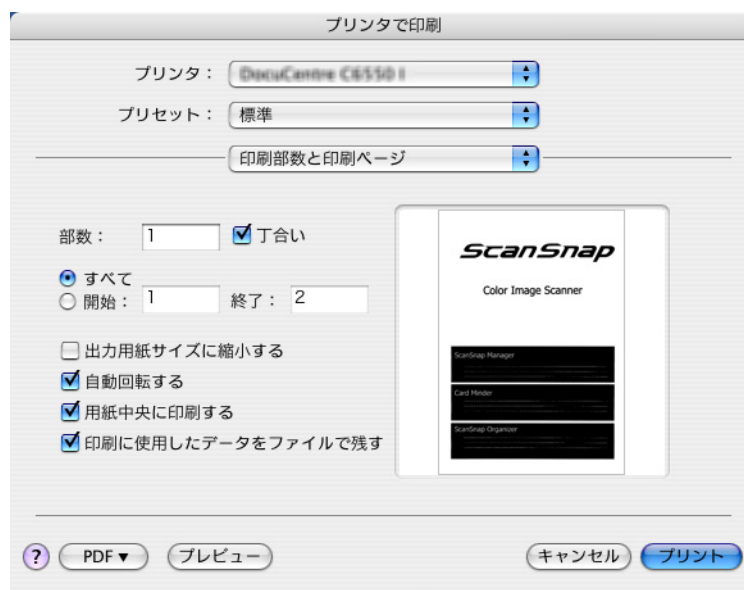 プリンタで印刷
プリンタ： DocuCentre C6550 I
プリセット： 標準
印刷部数と印刷ページ
部数： 1 丁合い
すべて
開始： 1 終了： 2
出力用紙サイズに縮小する
自動回転する
用紙中央に印刷する
印刷に使用したデータをファイルで残す
ScanSnap
Color Image Scanner
ScanSnap Manager
Card Minder
ScanSnap Organizer
? PDF▼ プレビュー キャンセル プリント